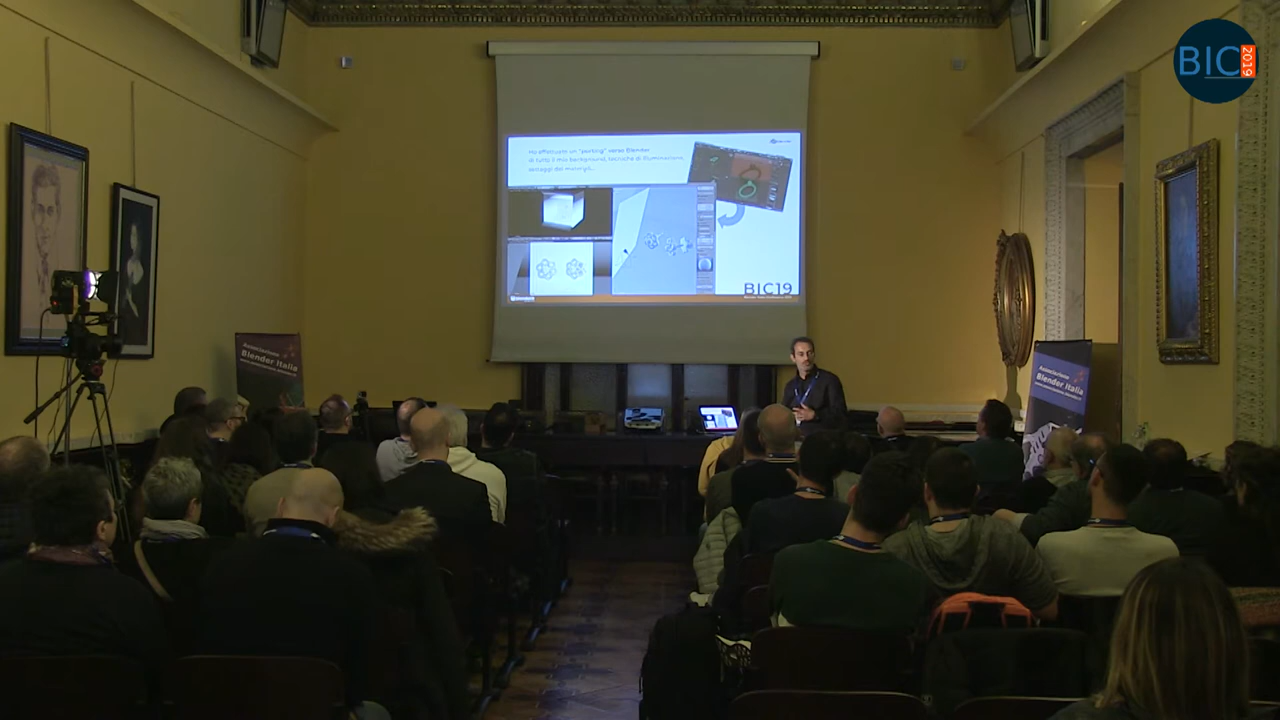 BIC
2019
Ho effettuato un "porting" verso Blender
di tutto il mio background, tecniche di illuminazione,
settaggi dei materiali...
BIC19
Associazione
Blender Italia
Associazione
Blender Italia